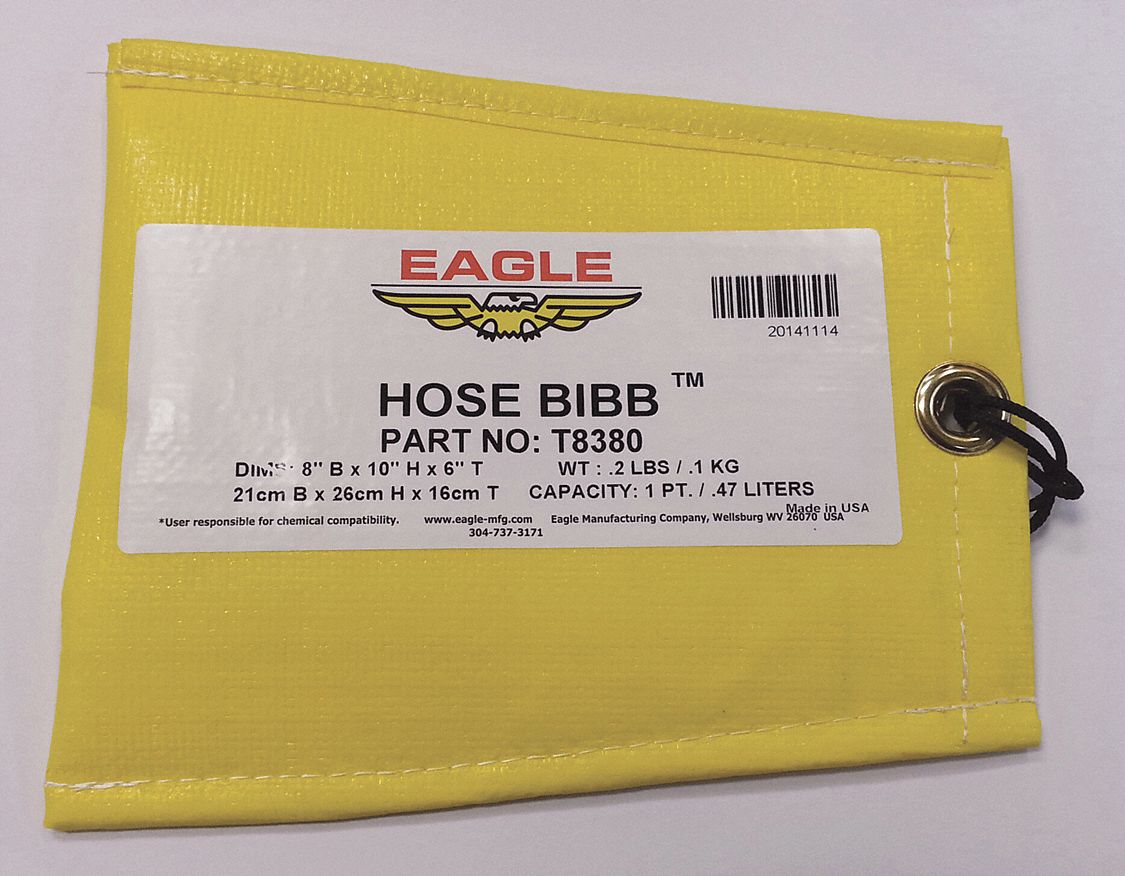 EAGLE
20141114
HOSE BIBB ™
PART NO: T8380
DIMS: 8" B x 10" H x 6" T WT : .2 LBS / .1 KG
21cm B x 26cm H x 16cm T CAPACITY: 1 PT. / .47 LITERS
Made in USA
*User responsible for chemical compatibility. www.eagle-mfg.com Eagle Manufacturing Company, Wellsburg WV 26070 USA
304-737-3171